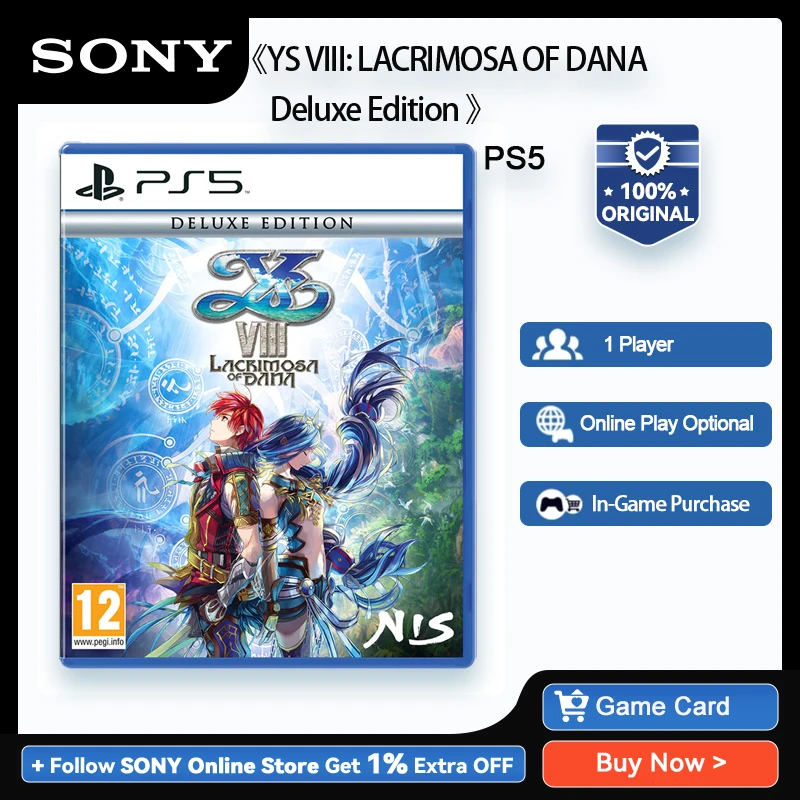 SONY
《YS VIII: LACRIMOSA OF DANA
Deluxe Edition 》
PS5
PS5
DELUXE EDITION
YS
VIII
LACRIMOSA
OF DANA
12
www.pegi.info
NIS
100%
ORIGINAL
1 Player
Online Play Optional
In-Game Purchase
Game Card
+ Follow SONY Online Store Get 1% Extra OFF
Buy Now >